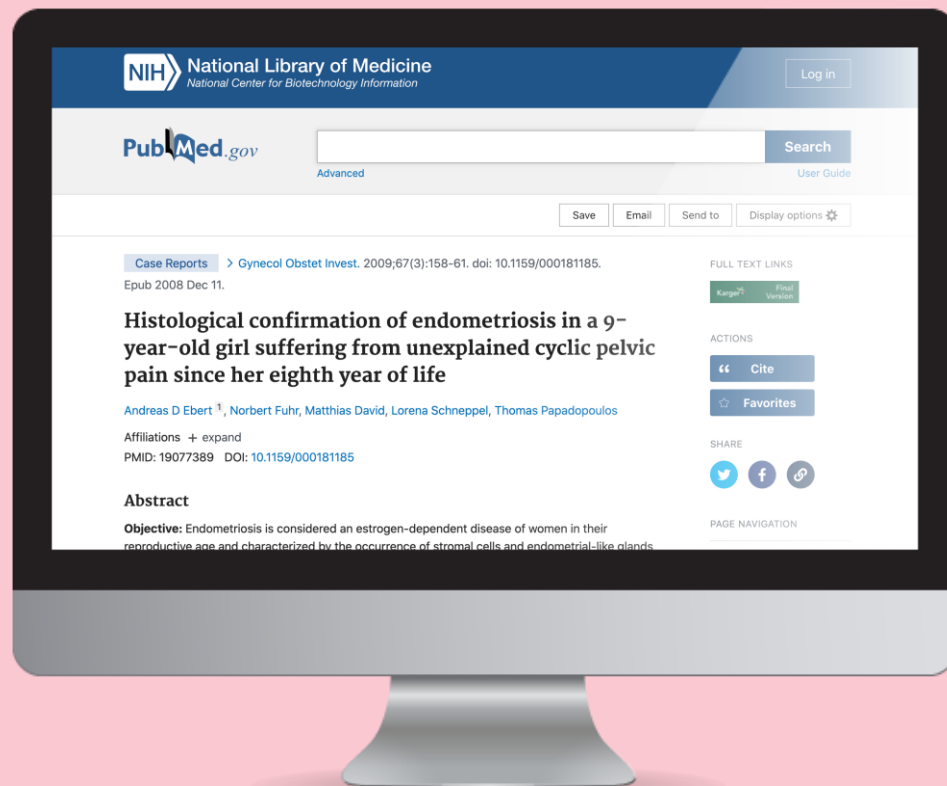 NIH National Library of Medicine
National Center for Biotechnology Information
Log in
PubMed.gov
Search
Advanced
User Guide
Save Email Send to Display options
Case Reports > Gynecol Obstet Invest. 2009;67(3):158-61. doi: 10.1159/000181185.
Epub 2008 Dec 11.
Histological confirmation of endometriosis in a 9-
year-old girl suffering from unexplained cyclic pelvic
pain since her eighth year of life
Andreas D Ebert 1, Norbert Fuhr, Matthias David, Lorena Schneppel, Thomas Papadopoulos
Affiliations + expand
PMID: 19077389 DOI: 10.1159/000181185
Abstract
Objective: Endometriosis is considered an estrogen-dependent disease of women in their
reproductive age and characterized by the occurrence of stromal cells and endometrial-like glands
FULL TEXT LINKS
Karger Final
Version
ACTIONS
“ Cite
Favorites
SHARE
PAGE NAVIGATION